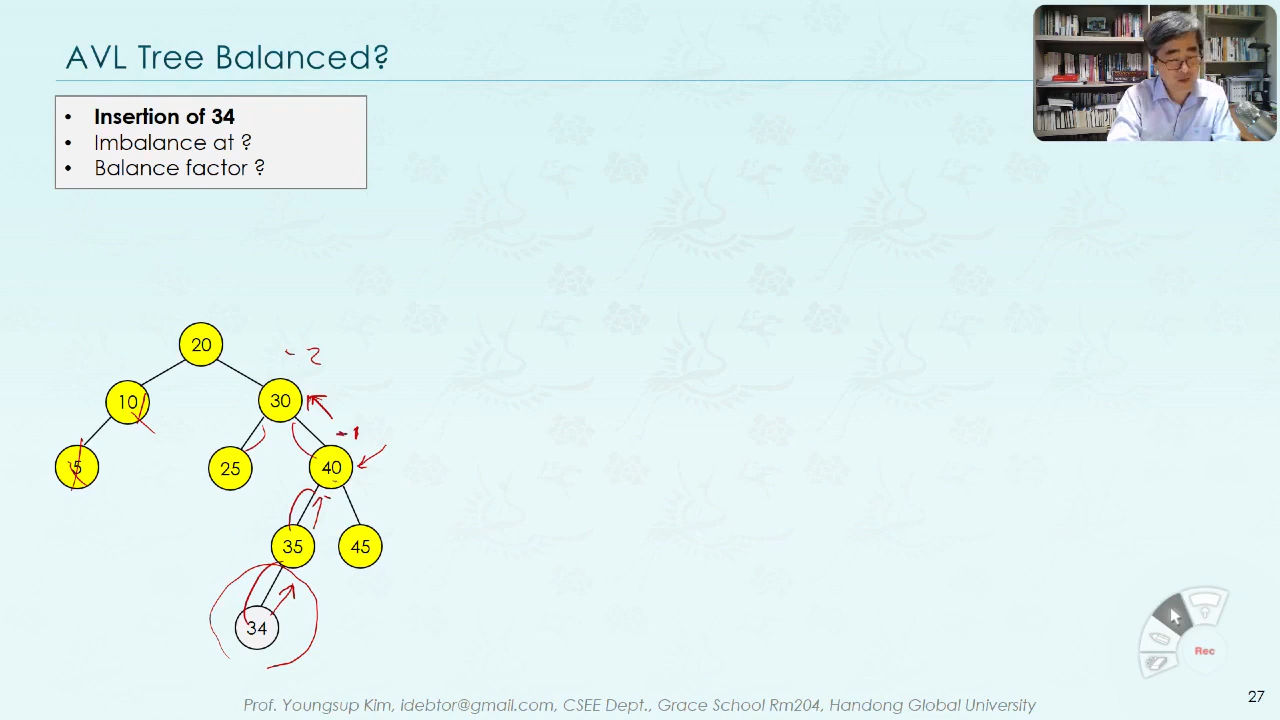 AVL Tree Balanced?
• Insertion of 34
• Imbalance at ?
• Balance factor ?
20
- 2
10
30
- 1
5
25
40
35
45
34
Rec
Prof. Youngsup Kim, idebtor@gmail.com, CSEE Dept., Grace School Rm204, Handong Global University
27